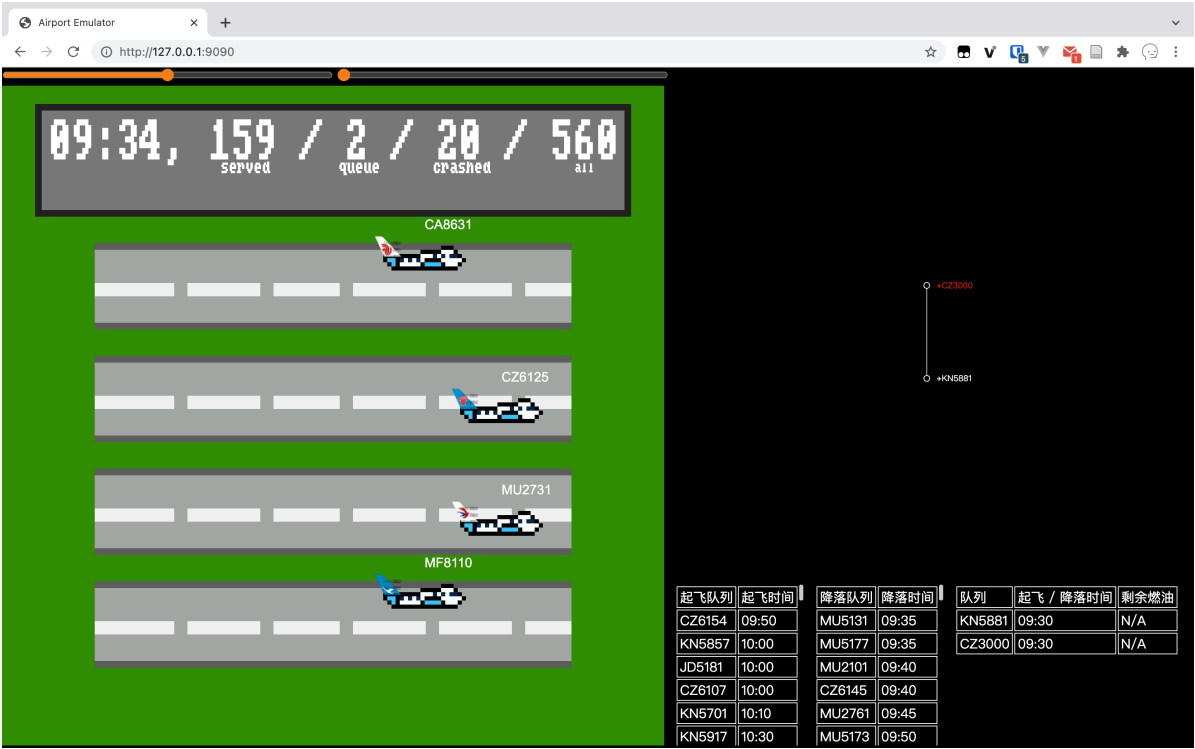 Airport Emulator
http://127.0.0.1:9090
5
1
09:34, 159 / 2 / 20 / 560
served queue crashed all
CA8631
CZ6125
MU2731
MF8110
+CZ3000
+KN5881
起飞队列 起飞时间
CZ6154 09:50
KN5857 10:00
JD5181 10:00
CZ6107 10:00
KN5701 10:10
KN5917 10:30
降落队列 降落时间
MU5131 09:35
MU5177 09:35
MU2101 09:40
CZ6145 09:40
MU2761 09:45
MU5173 09:50
队列 起飞 / 降落时间 剩余燃油
KN5881 09:30 N/A
CZ3000 09:30 N/A